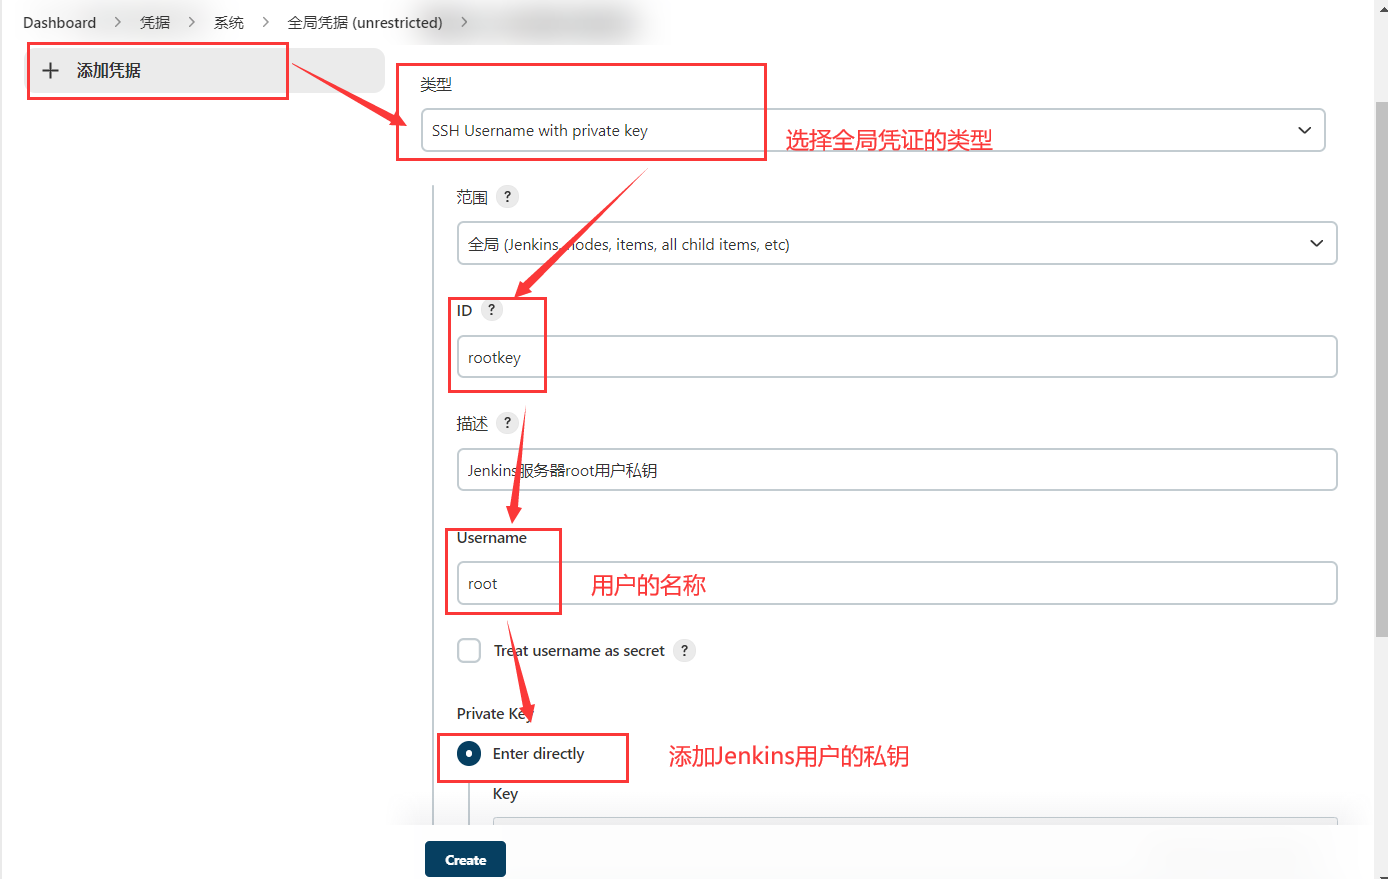 Dashboard > 凭据 > 系统 > 全局凭据 (unrestricted) >
+ 添加凭据
类型
SSH Username with private key
选择全局凭证的类型
范围 ?
全局 (Jenkins, nodes, items, all child items, etc)
ID ?
rootkey
描述 ?
Jenkins服务器root用户私钥
Username
root
用户的名称
Treat username as secret ?
Private Key
Enter directly
添加Jenkins用户的私钥
Key
Create